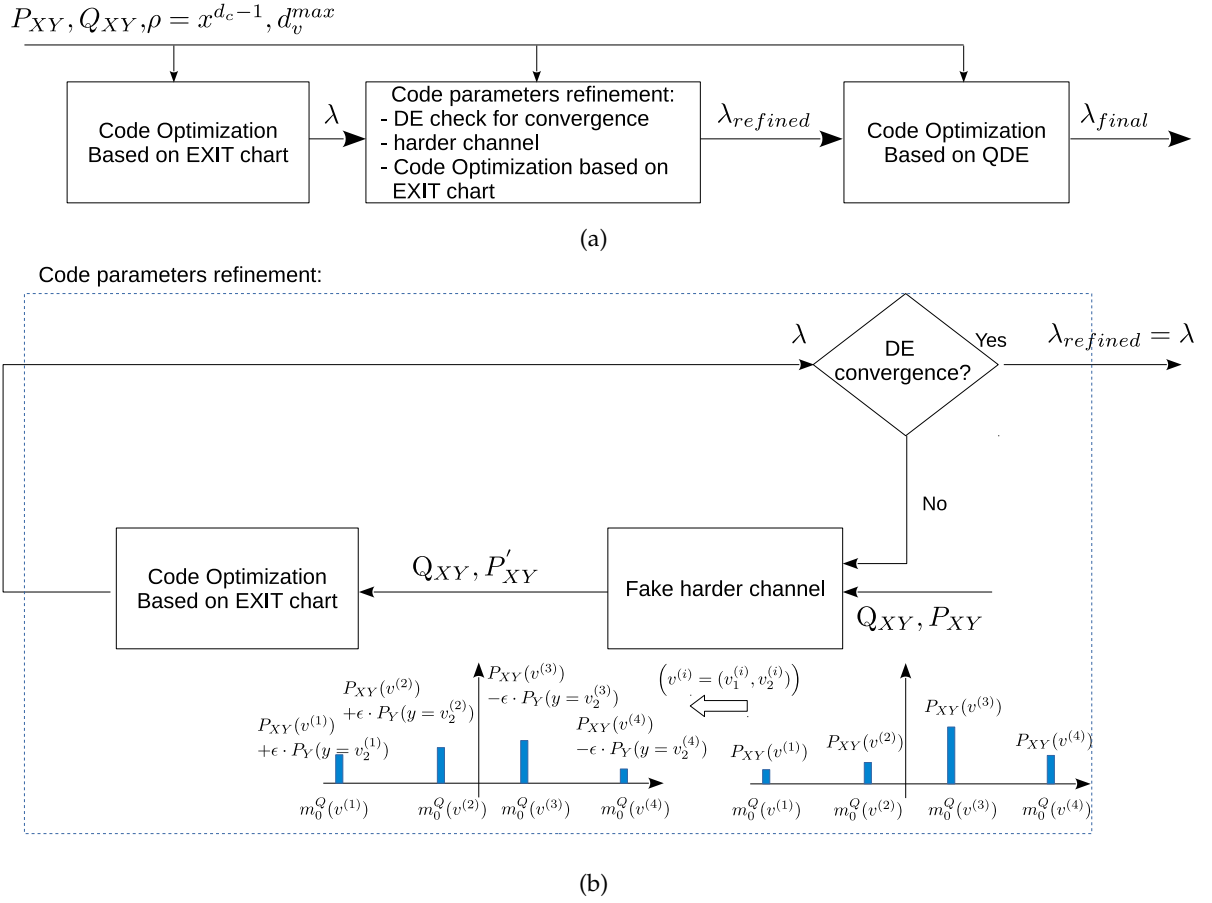 P_{XY}, Q_{XY}, ρ = x^{d_c−1}, d_v^{max}
Code Optimization
Based on EXIT chart
λ
Code parameters refinement:
- DE check for convergence
- harder channel
- Code Optimization based on
EXIT chart
λ_{refined}
Code Optimization
Based on QDE
λ_{final}
(a)
Code parameters refinement:
λ
DE
convergence?
Yes
λ_{refined} = λ
No
Code Optimization
Based on EXIT chart
Q_{XY}, P'_{XY}
Fake harder channel
Q_{XY}, P_{XY}
P_{XY}(v^{(1)})
+ϵ · P_Y(y = v_2^{(1)})
P_{XY}(v^{(2)})
+ϵ · P_Y(y = v_2^{(2)})
P_{XY}(v^{(3)})
−ϵ · P_Y(y = v_2^{(3)})
P_{XY}(v^{(4)})
−ϵ · P_Y(y = v_2^{(4)})
m_0^Q(v^{(1)}) m_0^Q(v^{(2)}) m_0^Q(v^{(3)}) m_0^Q(v^{(4)})
(v^{(i)} = (v_1^{(i)}, v_2^{(i)}))
P_{XY}(v^{(1)})
P_{XY}(v^{(2)})
P_{XY}(v^{(3)})
P_{XY}(v^{(4)})
m_0^Q(v^{(1)}) m_0^Q(v^{(2)}) m_0^Q(v^{(3)}) m_0^Q(v^{(4)})
(b)